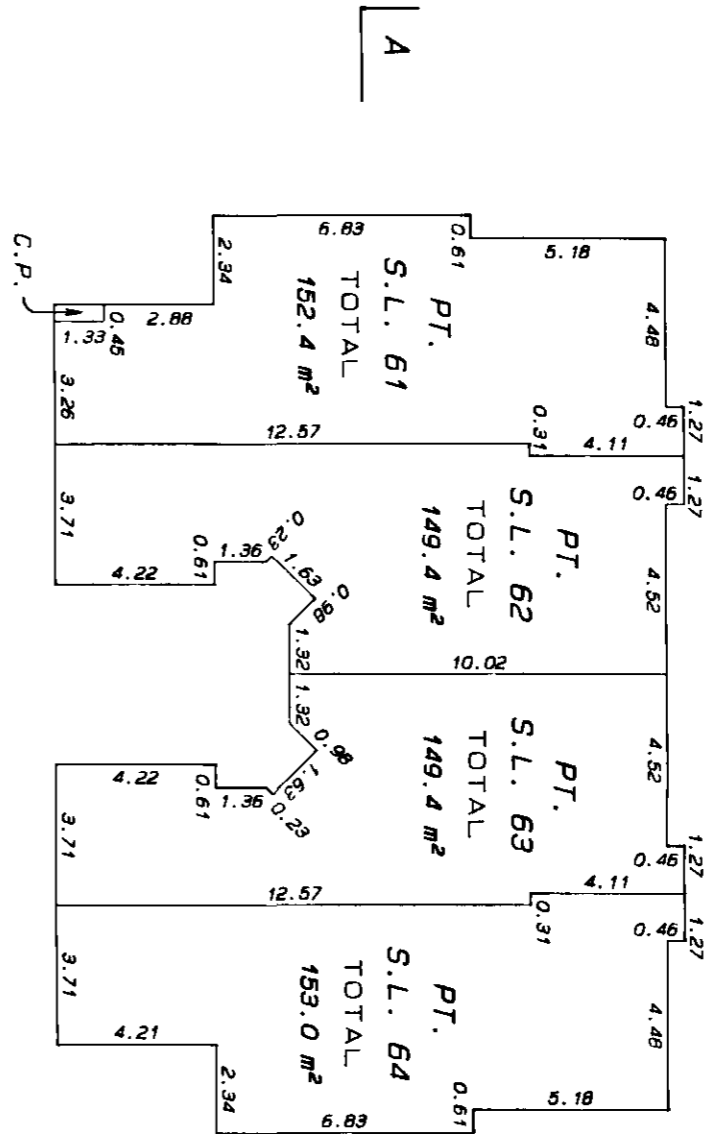 A
6.83
0.61
5.18
2.34
PT.
S.L. 61
TOTAL
152.4 m²
4.48
C.P.
2.88
0.45
1.33
3.26
1.27
0.46
12.57
0.31
4.11
1.27
0.46
3.71
PT.
S.L. 62
TOTAL
149.4 m²
4.52
0.23
1.36
1.63
0.61
4.22
0.98
1.32
10.02
1.32
0.98
PT.
S.L. 63
TOTAL
149.4 m²
4.52
4.22
0.61
1.36
1.63
0.23
3.71
1.27
0.46
12.57
4.11
0.31
1.27
0.46
3.71
PT.
S.L. 64
TOTAL
153.0 m²
4.48
4.21
2.34
6.83
0.61
5.18